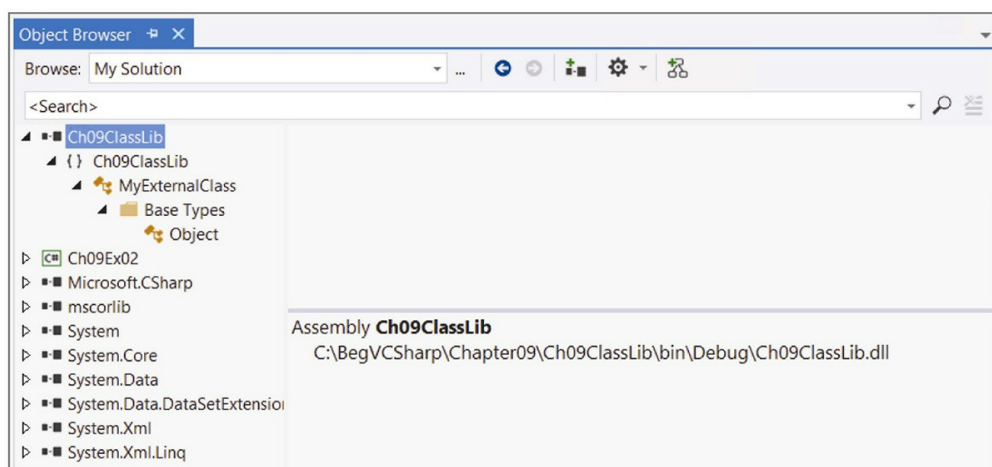 Object Browser
Browse: My Solution
<Search>
Ch09ClassLib
{ } Ch09ClassLib
MyExternalClass
Base Types
Object
C# Ch09Ex02
Microsoft.CSharp
mscorlib
System
System.Core
System.Data
System.Data.DataSetExtensio
System.Xml
System.Xml.Linq
Assembly Ch09ClassLib
C:\BegVCSharp\Chapter09\Ch09ClassLib\bin\Debug\Ch09ClassLib.dll